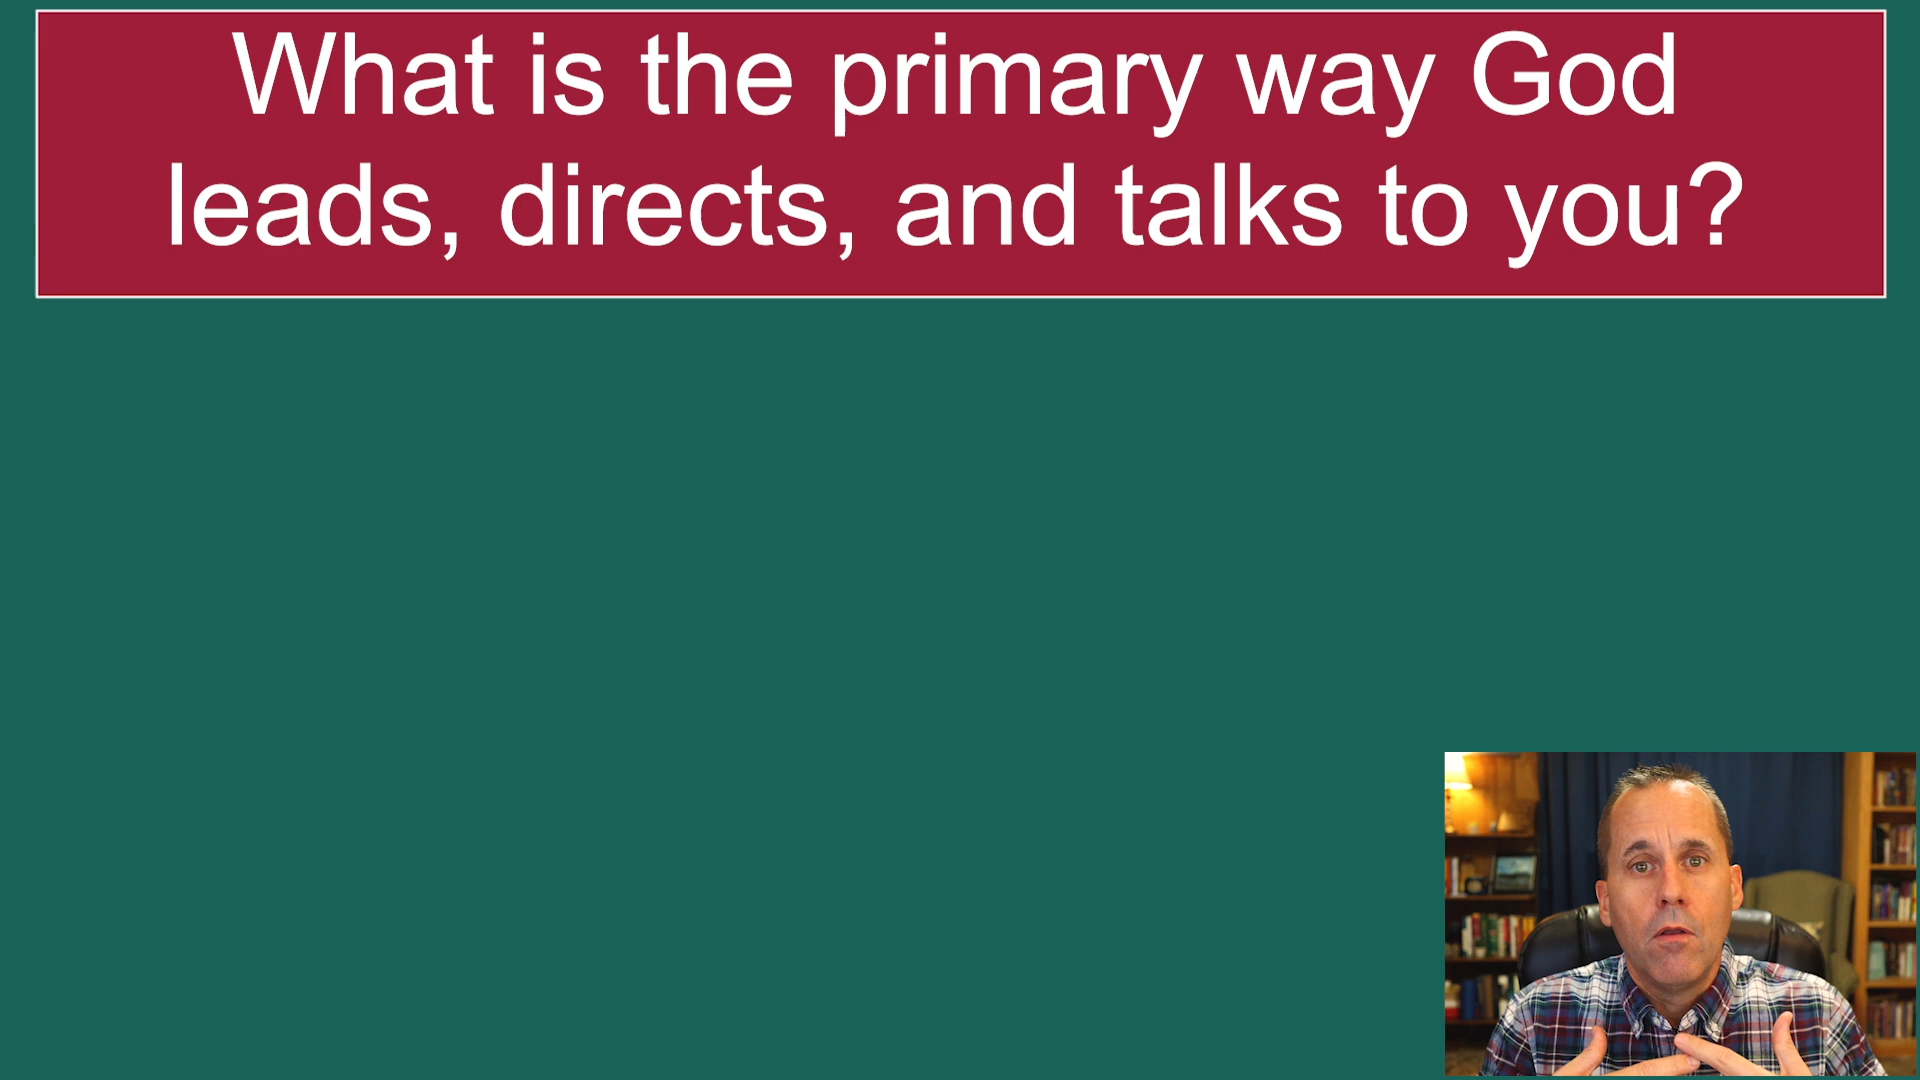 What is the primary way God
leads, directs, and talks to you?